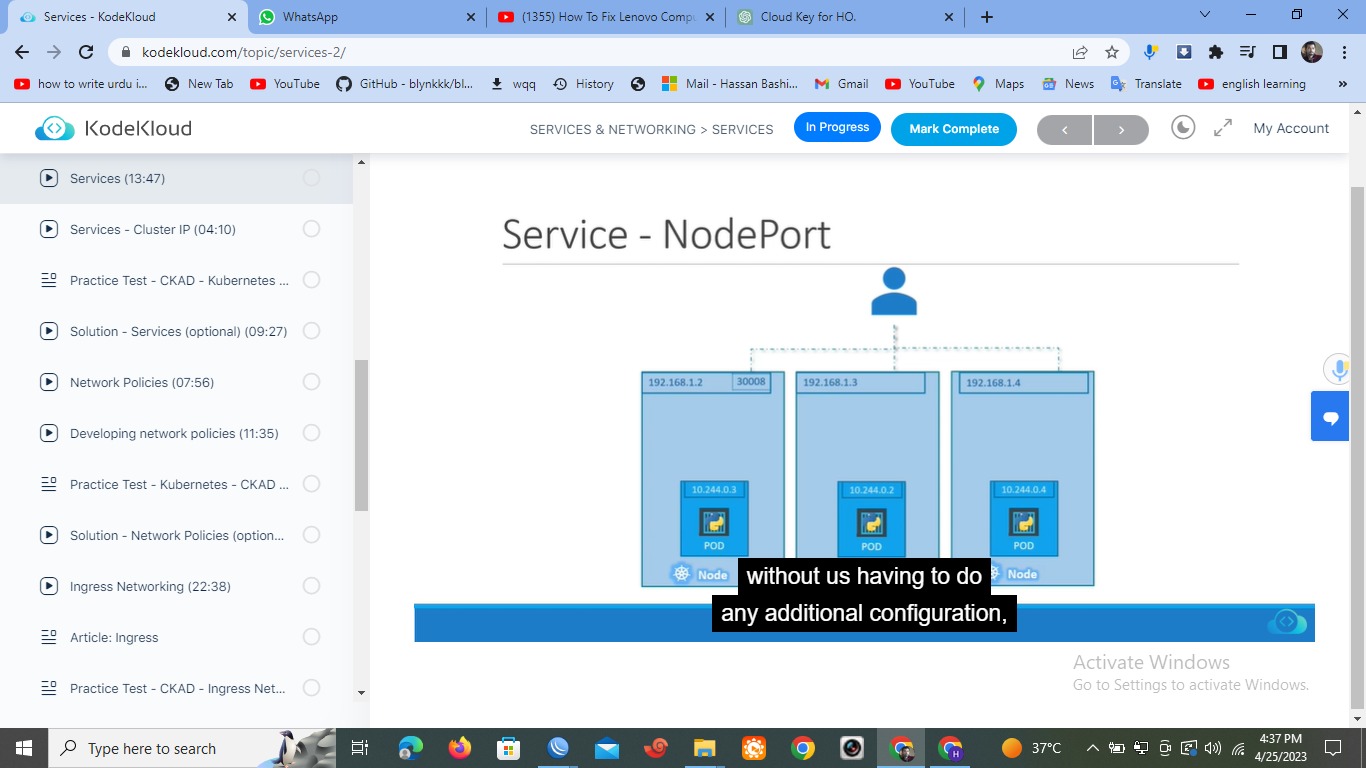 Services - KodeKloud
WhatsApp
(1355) How To Fix Lenovo Compu
Cloud Key for HO.
kodekloud.com/topic/services-2/
how to write urdu i...
New Tab
YouTube
GitHub - blynkkk/bl...
wqq
History
Mail - Hassan Bashi...
Gmail
YouTube
Maps
News
Translate
english learning
»
KodeKloud
SERVICES & NETWORKING > SERVICES
In Progress
Mark Complete
My Account
Services (13:47)
Services - Cluster IP (04:10)
Practice Test - CKAD - Kubernetes ...
Solution - Services (optional) (09:27)
Network Policies (07:56)
Developing network policies (11:35)
Practice Test - Kubernetes - CKAD ...
Solution - Network Policies (option...
Ingress Networking (22:38)
Article: Ingress
Practice Test - CKAD - Ingress Net...
Service - NodePort
192.168.1.2
30008
192.168.1.3
192.168.1.4
10.244.0.3
10.244.0.2
10.244.0.4
POD
POD
POD
Node
Node
without us having to do
any additional configuration,
Activate Windows
Go to Settings to activate Windows.
Type here to search
37°C
4:37 PM
4/25/2023